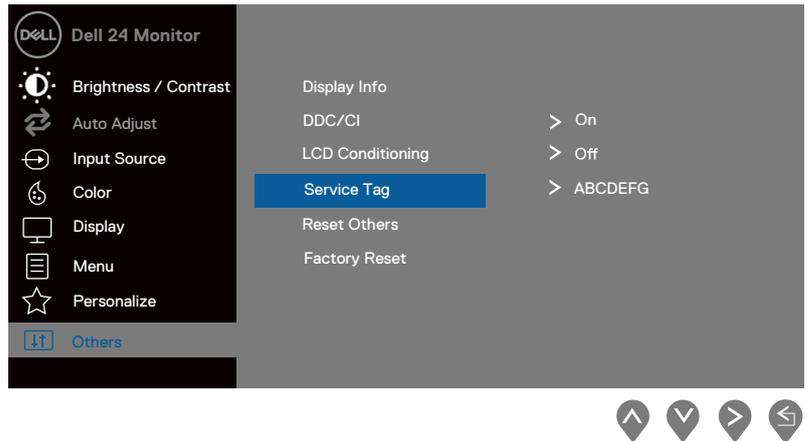 DELL Dell 24 Monitor
Brightness / Contrast
Auto Adjust
Input Source
Color
Display
Menu
Personalize
Others
Display Info
DDC/CI > On
LCD Conditioning > Off
Service Tag > ABCDEFG
Reset Others
Factory Reset